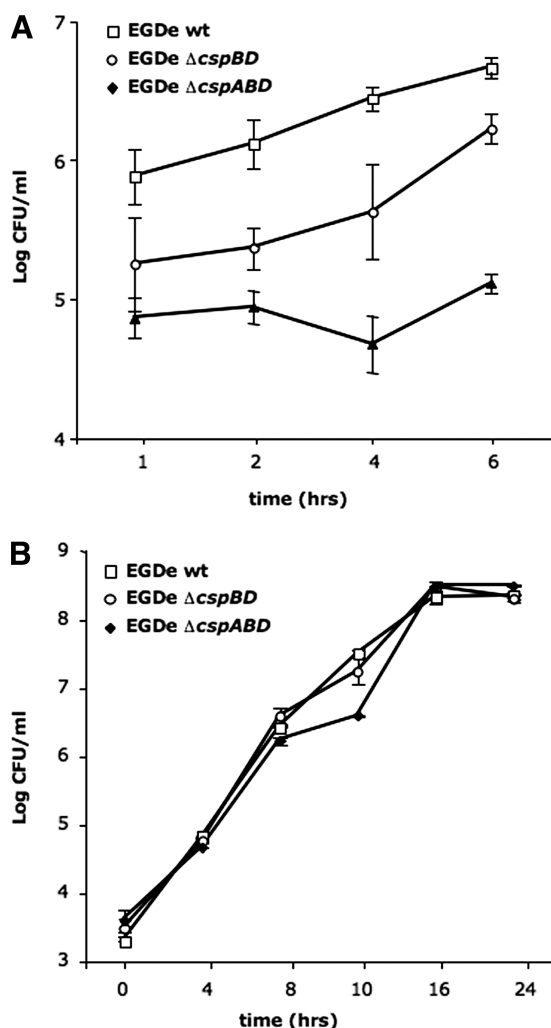 A
EGDe wt
EGDe ΔcspBD
EGDe ΔcspABD
7
6
5
4
Log CFU/ml
1 2 4 6
time (hrs)
B
EGDe wt
EGDe ΔcspBD
EGDe ΔcspABD
9
8
7
6
5
4
3
Log CFU/ml
0 4 8 10 16 24
time (hrs)